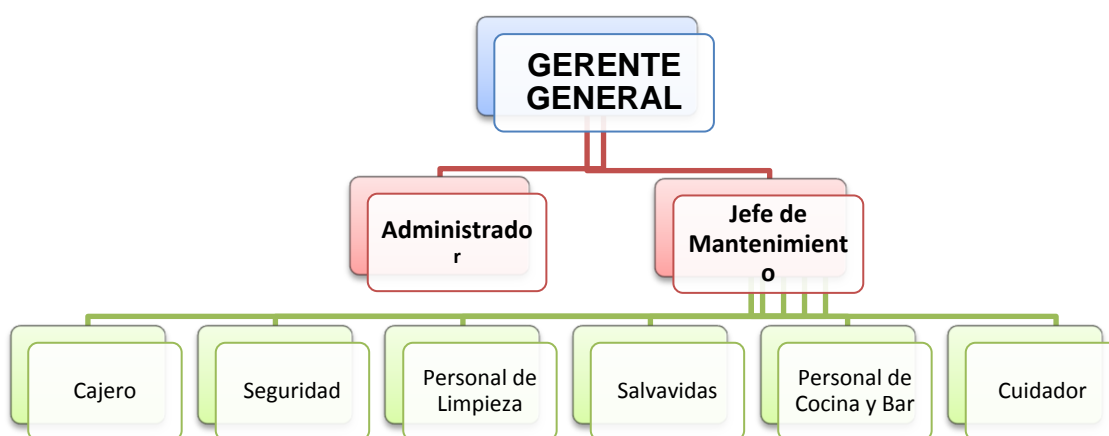 GERENTE
GENERAL
Administrado
r
Jefe de
Mantenimient
o
Cajero
Seguridad
Personal de
Limpieza
Salvavidas
Personal de
Cocina y Bar
Cuidador